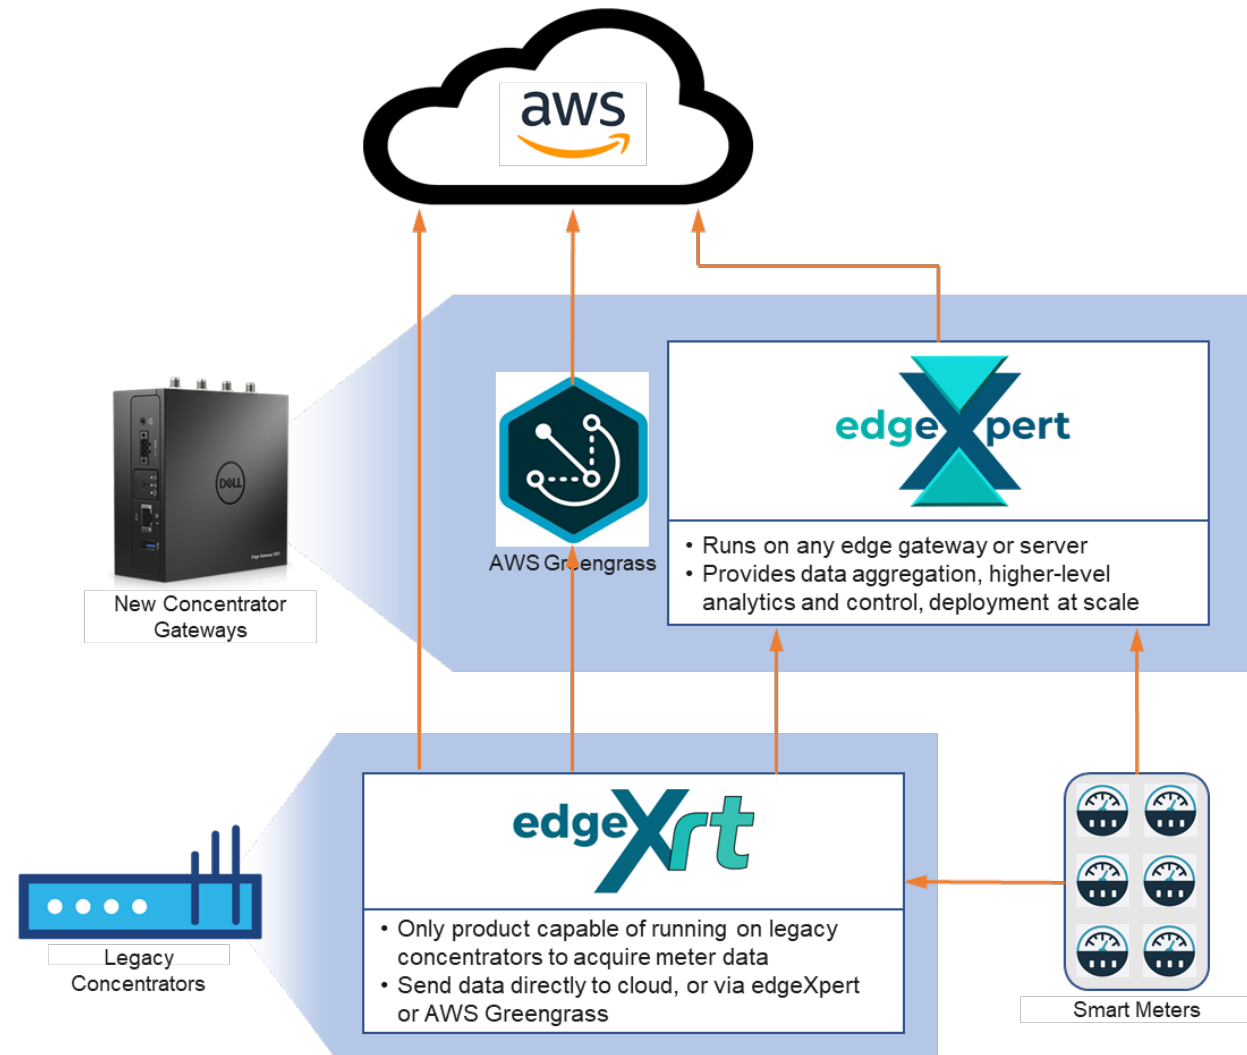 aws
edgeXpert
DELL
AWS Greengrass
• Runs on any edge gateway or server
• Provides data aggregation, higher-level
analytics and control, deployment at scale
New Concentrator
Gateways
edgeXrt
• Only product capable of running on legacy
concentrators to acquire meter data
• Send data directly to cloud, or via edgeXpert
or AWS Greengrass
Legacy
Concentrators
Smart Meters